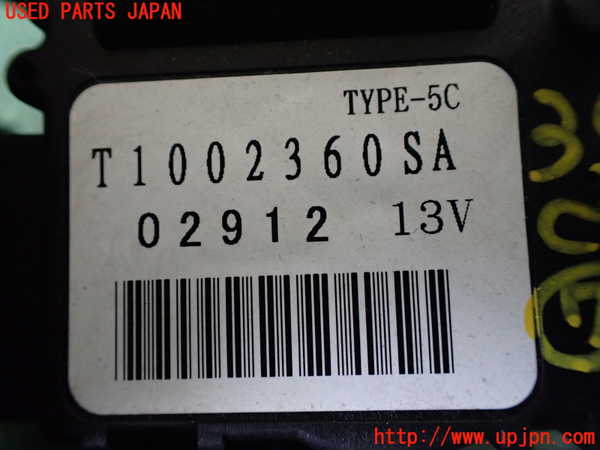 USED PARTS JAPAN
TYPE-5C
T1002360SA
02912 13V
http://www.upjpn.com/